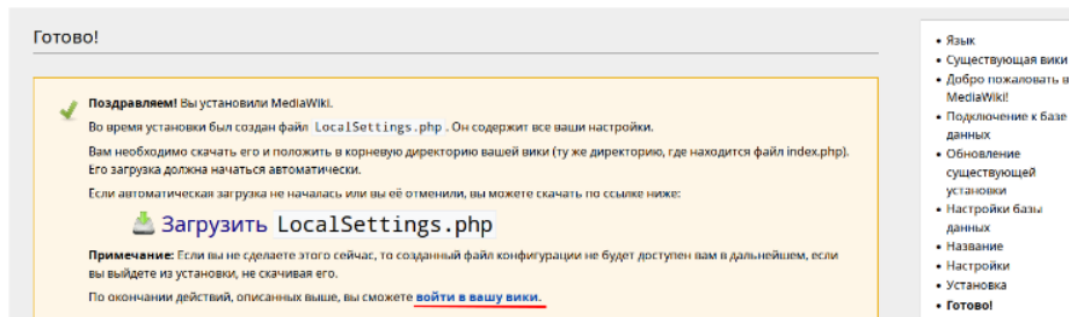 Готово!
Поздравляем! Вы установили MediaWiki.
Во время установки был создан файл LocalSettings.php. Он содержит все ваши настройки.
Вам необходимо скачать его и положить в корневую директорию вашей вики (ту же директорию, где находится файл index.php).
Его загрузка должна начаться автоматически.
Если автоматическая загрузка не началась или вы её отменили, вы можете скачать по ссылке ниже:
Загрузить LocalSettings.php
Примечание: Если вы не сделаете этого сейчас, то созданный файл конфигурации не будет доступен вам в дальнейшем, если
вы выйдете из установки, не скачивая его.
По окончании действий, описанных выше, вы сможете войти в вашу вики.
• Язык
• Существующая вики
• Добро пожаловать в
MediaWiki!
• Подключение к базе
данных
• Обновление
существующей
установки
• Настройки базы
данных
• Название
• Настройки
• Установка
• Готово!